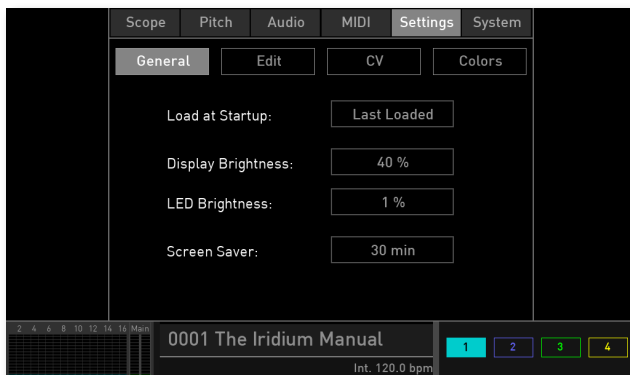 Scope Pitch Audio MIDI Settings System
General Edit CV Colors
Load at Startup: Last Loaded
Display Brightness: 40 %
LED Brightness: 1 %
Screen Saver: 30 min
2 4 6 8 10 12 14 16 Main
0001 The Iridium Manual
1 2 3 4
Int. 120.0 bpm